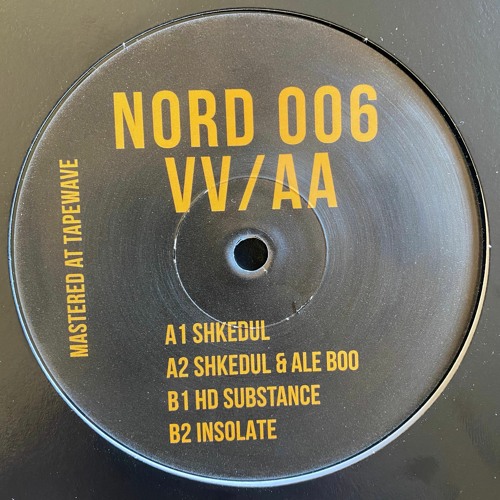 NORD 006
VV/AA
MASTERED AT TAPEWAVE
A1 SHKEDUL
A2 SHKEDUL & ALE BOO
B1 HD SUBSTANCE
B2 INSOLATE